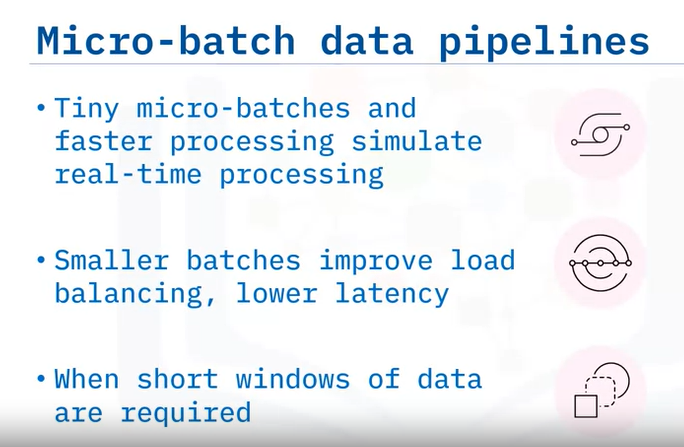 Micro-batch data pipelines
• Tiny micro-batches and
faster processing simulate
real-time processing
• Smaller batches improve load
balancing, lower latency
• When short windows of data
are required